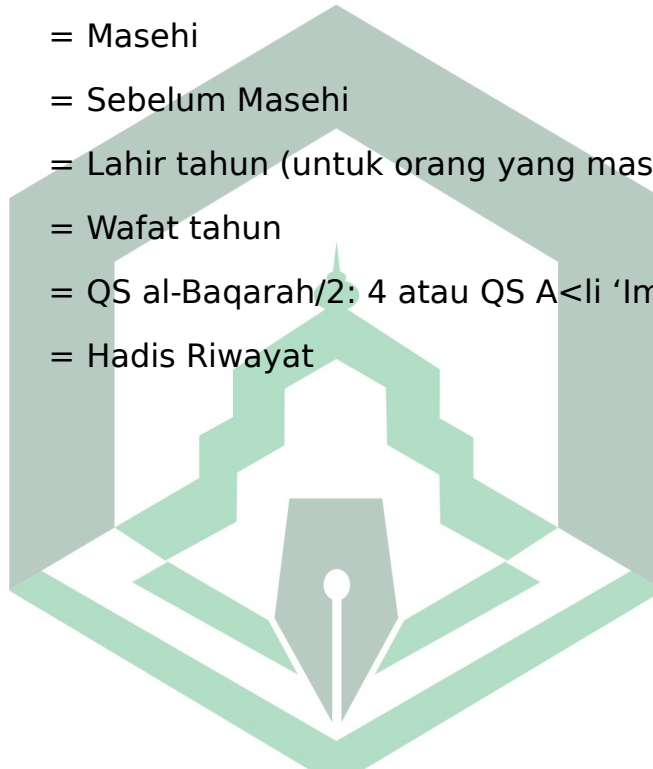 = Masehi
= Sebelum Masehi
= Lahir tahun (untuk orang yang mas
= Wafat tahun
= QS al-Baqarah/2: 4 atau QS A<li ‘Im
= Hadis Riwayat